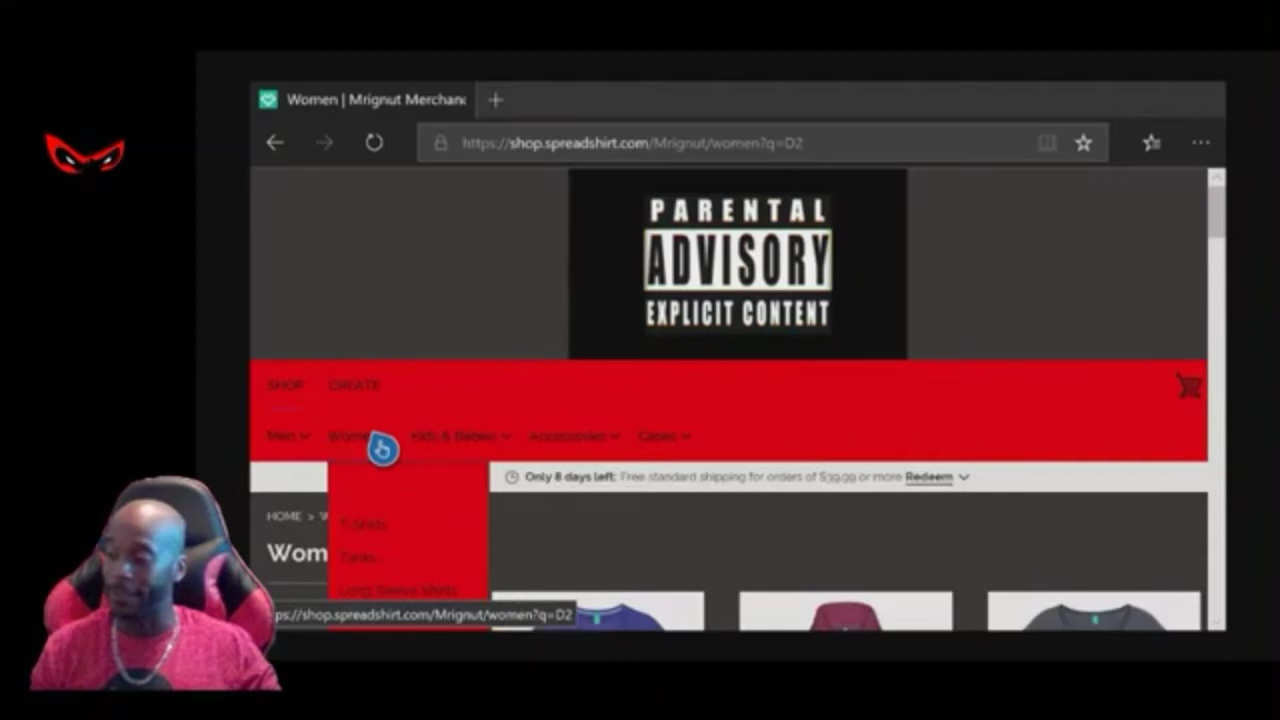 Women | Mrignut Merchan
https://shop.spreadshirt.com/Mrignut/women?q=D2
PARENTAL
ADVISORY
EXPLICIT CONTENT
SHOP CREATE
Men Wom Kids & Babies Accessories Cases
Only 8 days left: Free standard shipping for orders of $39.99 or more Redeem
HOME > W
T-Shirts
Wom
Tanks
Long Sleeve Shirts
ps://shop.spreadshirt.com/Mrignut/women?q=D2